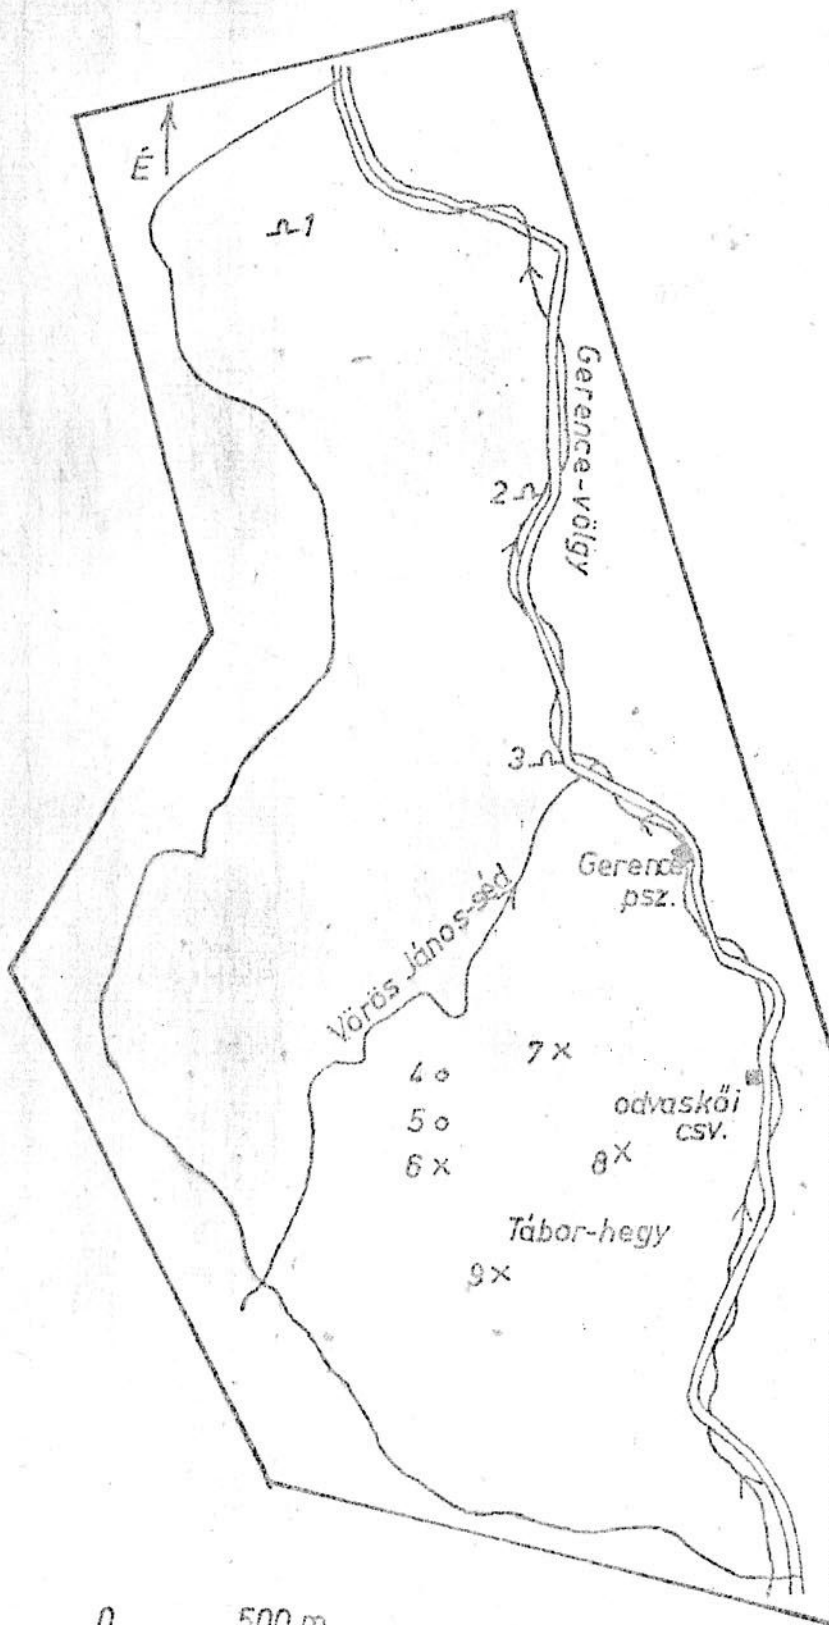 É
1
Gerence-völgy
2
3
Gerence
psz.
Vörös János-séd
4
7
odvaskői
csv.
5
6
8
Tábor-hegy
9
0 500 m